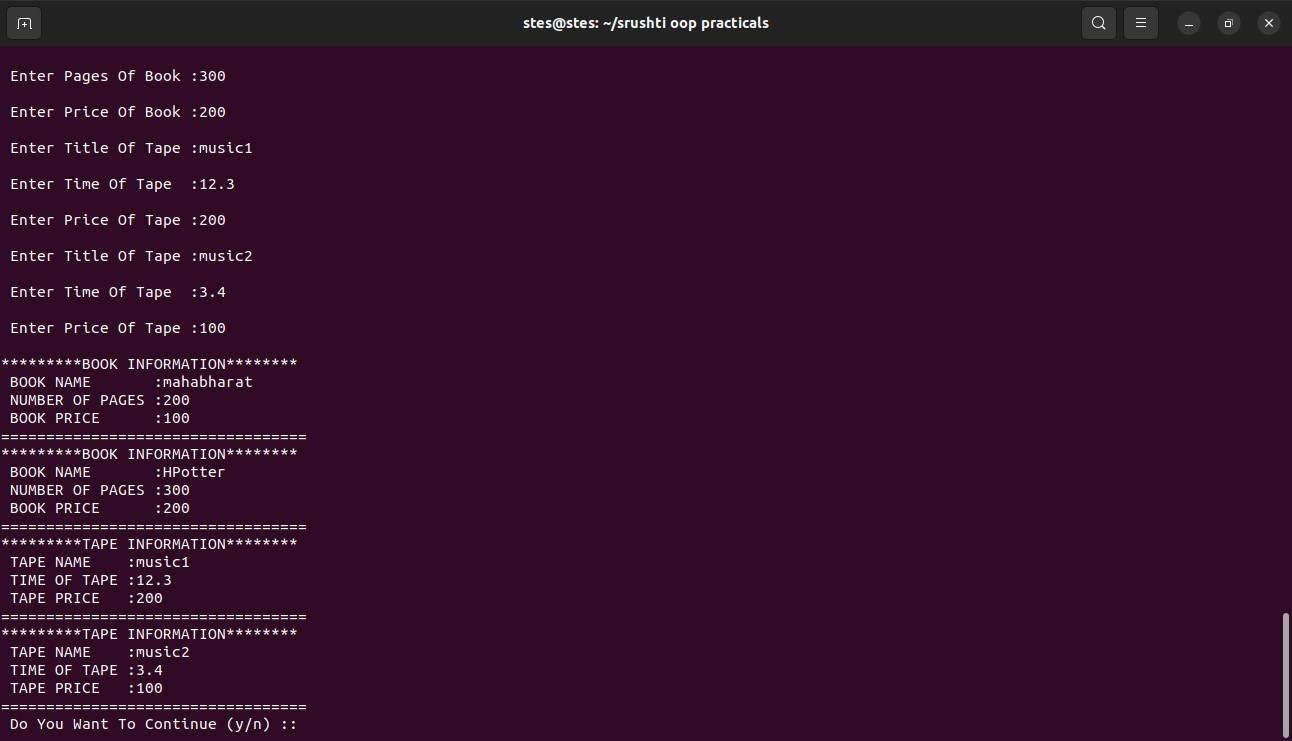 stes@stes: ~/srushti oop practicals
Enter Pages Of Book :300
Enter Price Of Book :200
Enter Title Of Tape :music1
Enter Time Of Tape  :12.3
Enter Price Of Tape :200
Enter Title Of Tape :music2
Enter Time Of Tape  :3.4
Enter Price Of Tape :100
*********BOOK INFORMATION********
 BOOK NAME       :mahabharat
 NUMBER OF PAGES :200
 BOOK PRICE      :100
==================================
*********BOOK INFORMATION********
 BOOK NAME       :HPotter
 NUMBER OF PAGES :300
 BOOK PRICE      :200
==================================
*********TAPE INFORMATION********
 TAPE NAME    :music1
 TIME OF TAPE :12.3
 TAPE PRICE   :200
==================================
*********TAPE INFORMATION********
 TAPE NAME    :music2
 TIME OF TAPE :3.4
 TAPE PRICE   :100
==================================
 Do You Want To Continue (y/n) ::